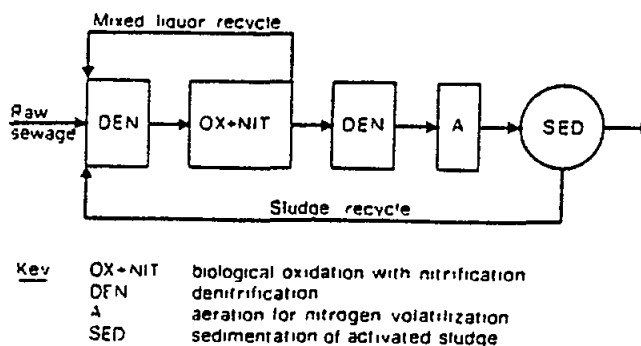 Mixed liquor recycle
Raw
sewage
DEN
OX+NIT
DEN
A
SED
Sludge recycle
Key
OX+NIT biological oxidation with nitrification
DEN denitrification
A aeration for nitrogen volatilization
SED sedimentation of activated sludge